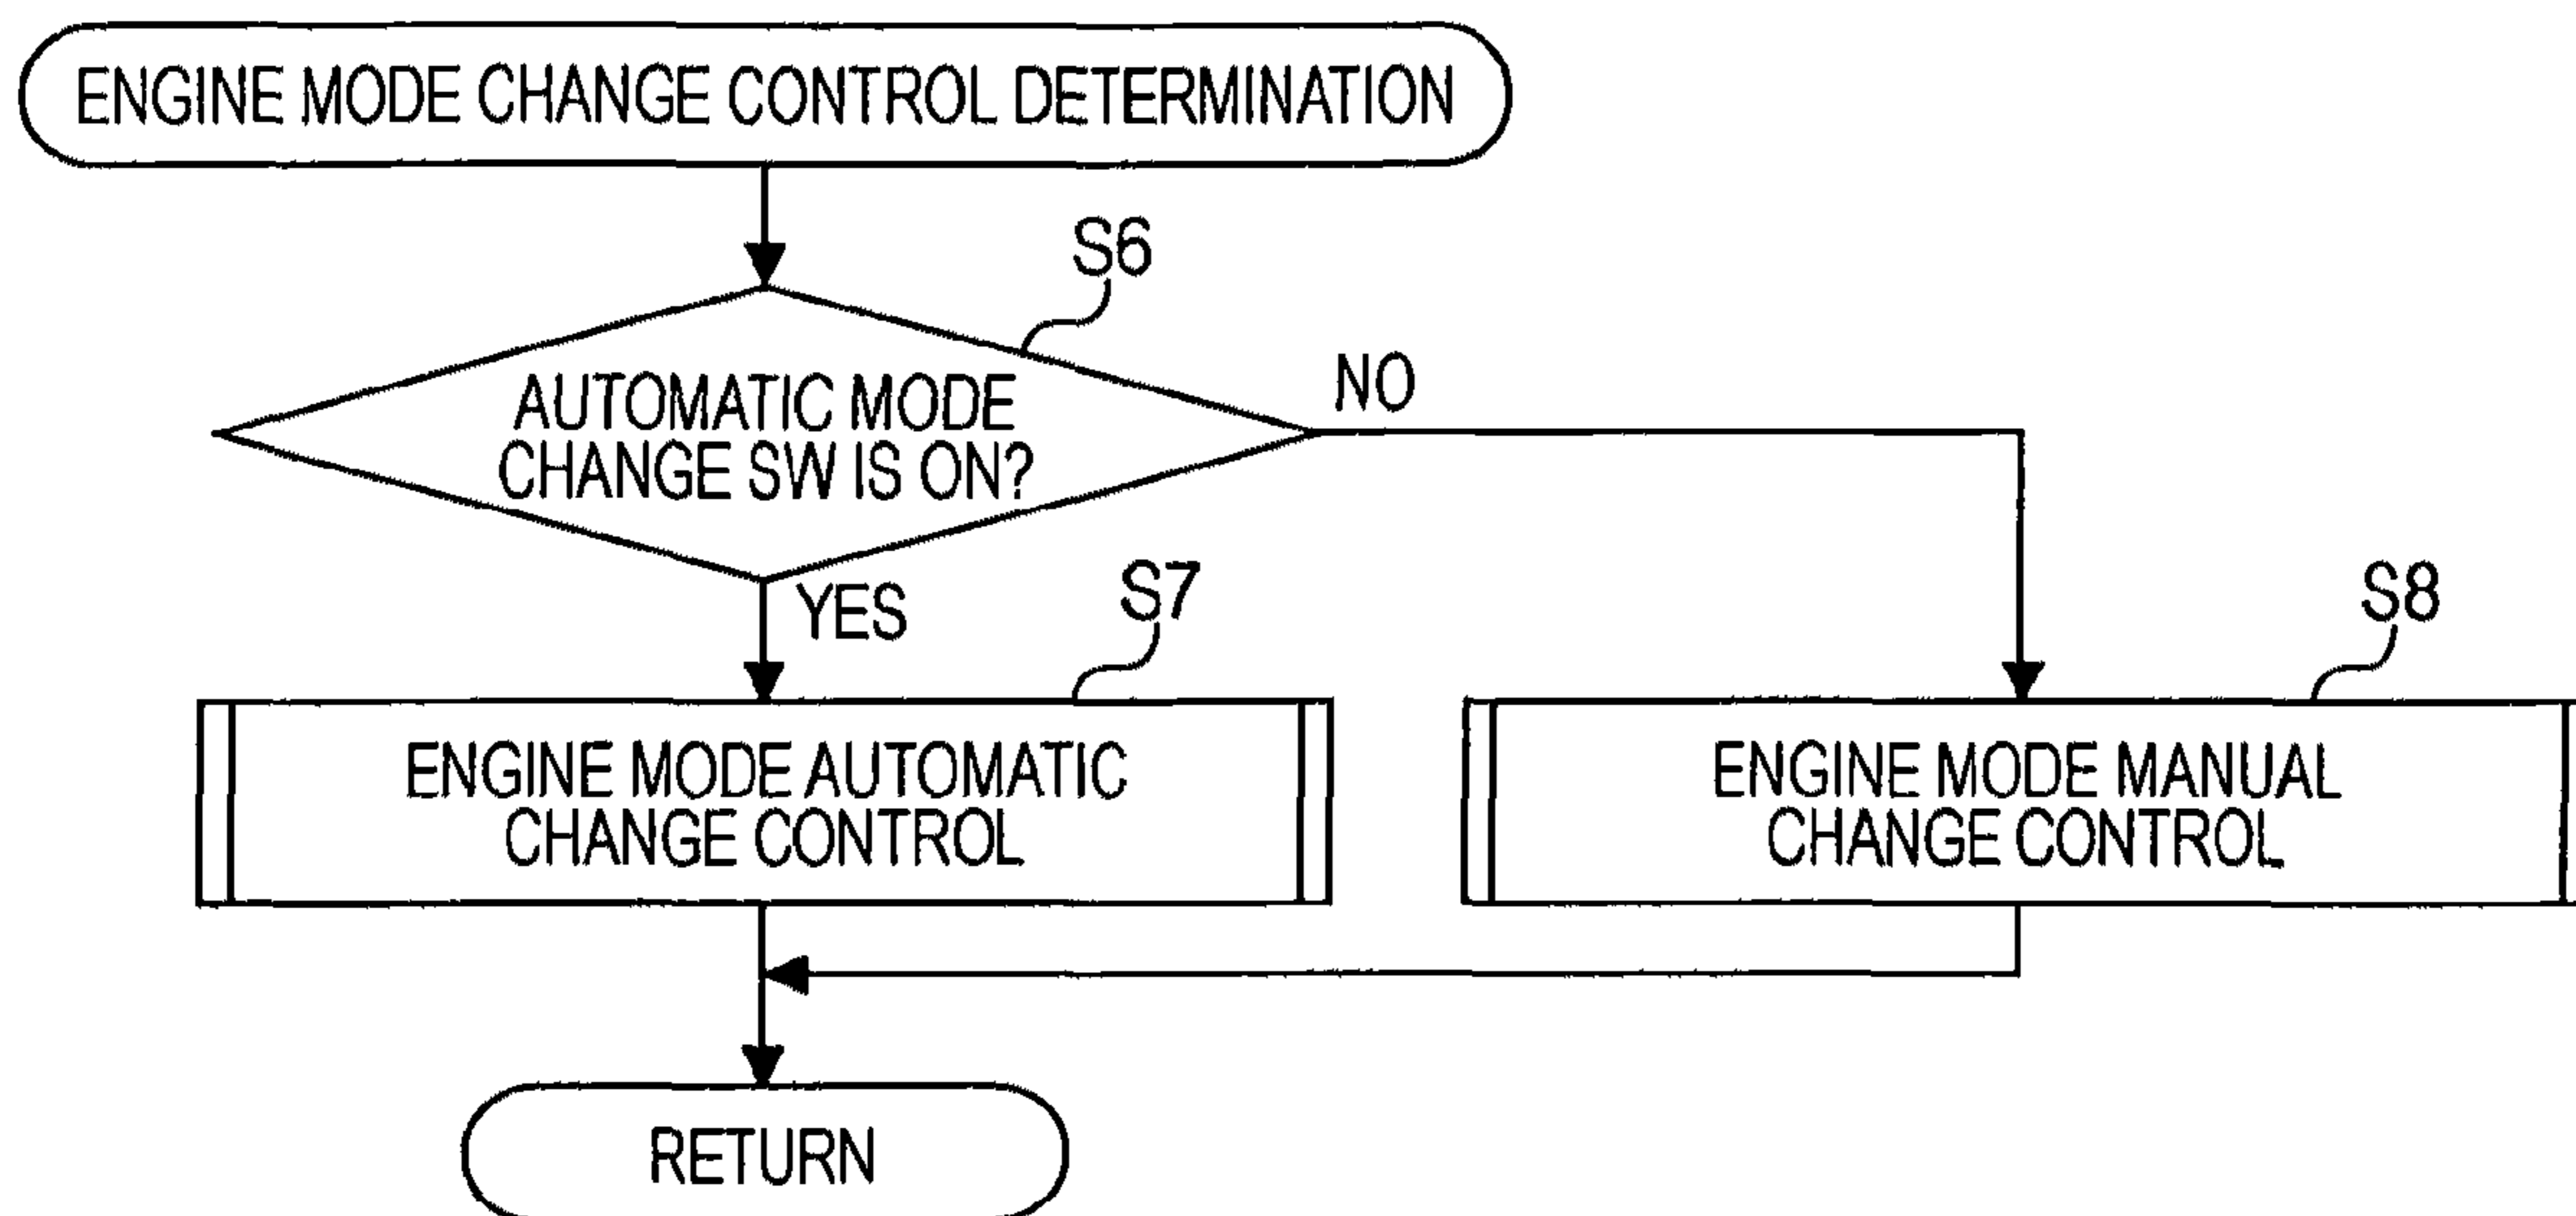 ENGINE MODE CHANGE CONTROL DETERMINATION
S6
AUTOMATIC MODE
CHANGE SW IS ON?
NO
YES
S7
S8
ENGINE MODE AUTOMATIC
CHANGE CONTROL
ENGINE MODE MANUAL
CHANGE CONTROL
RETURN